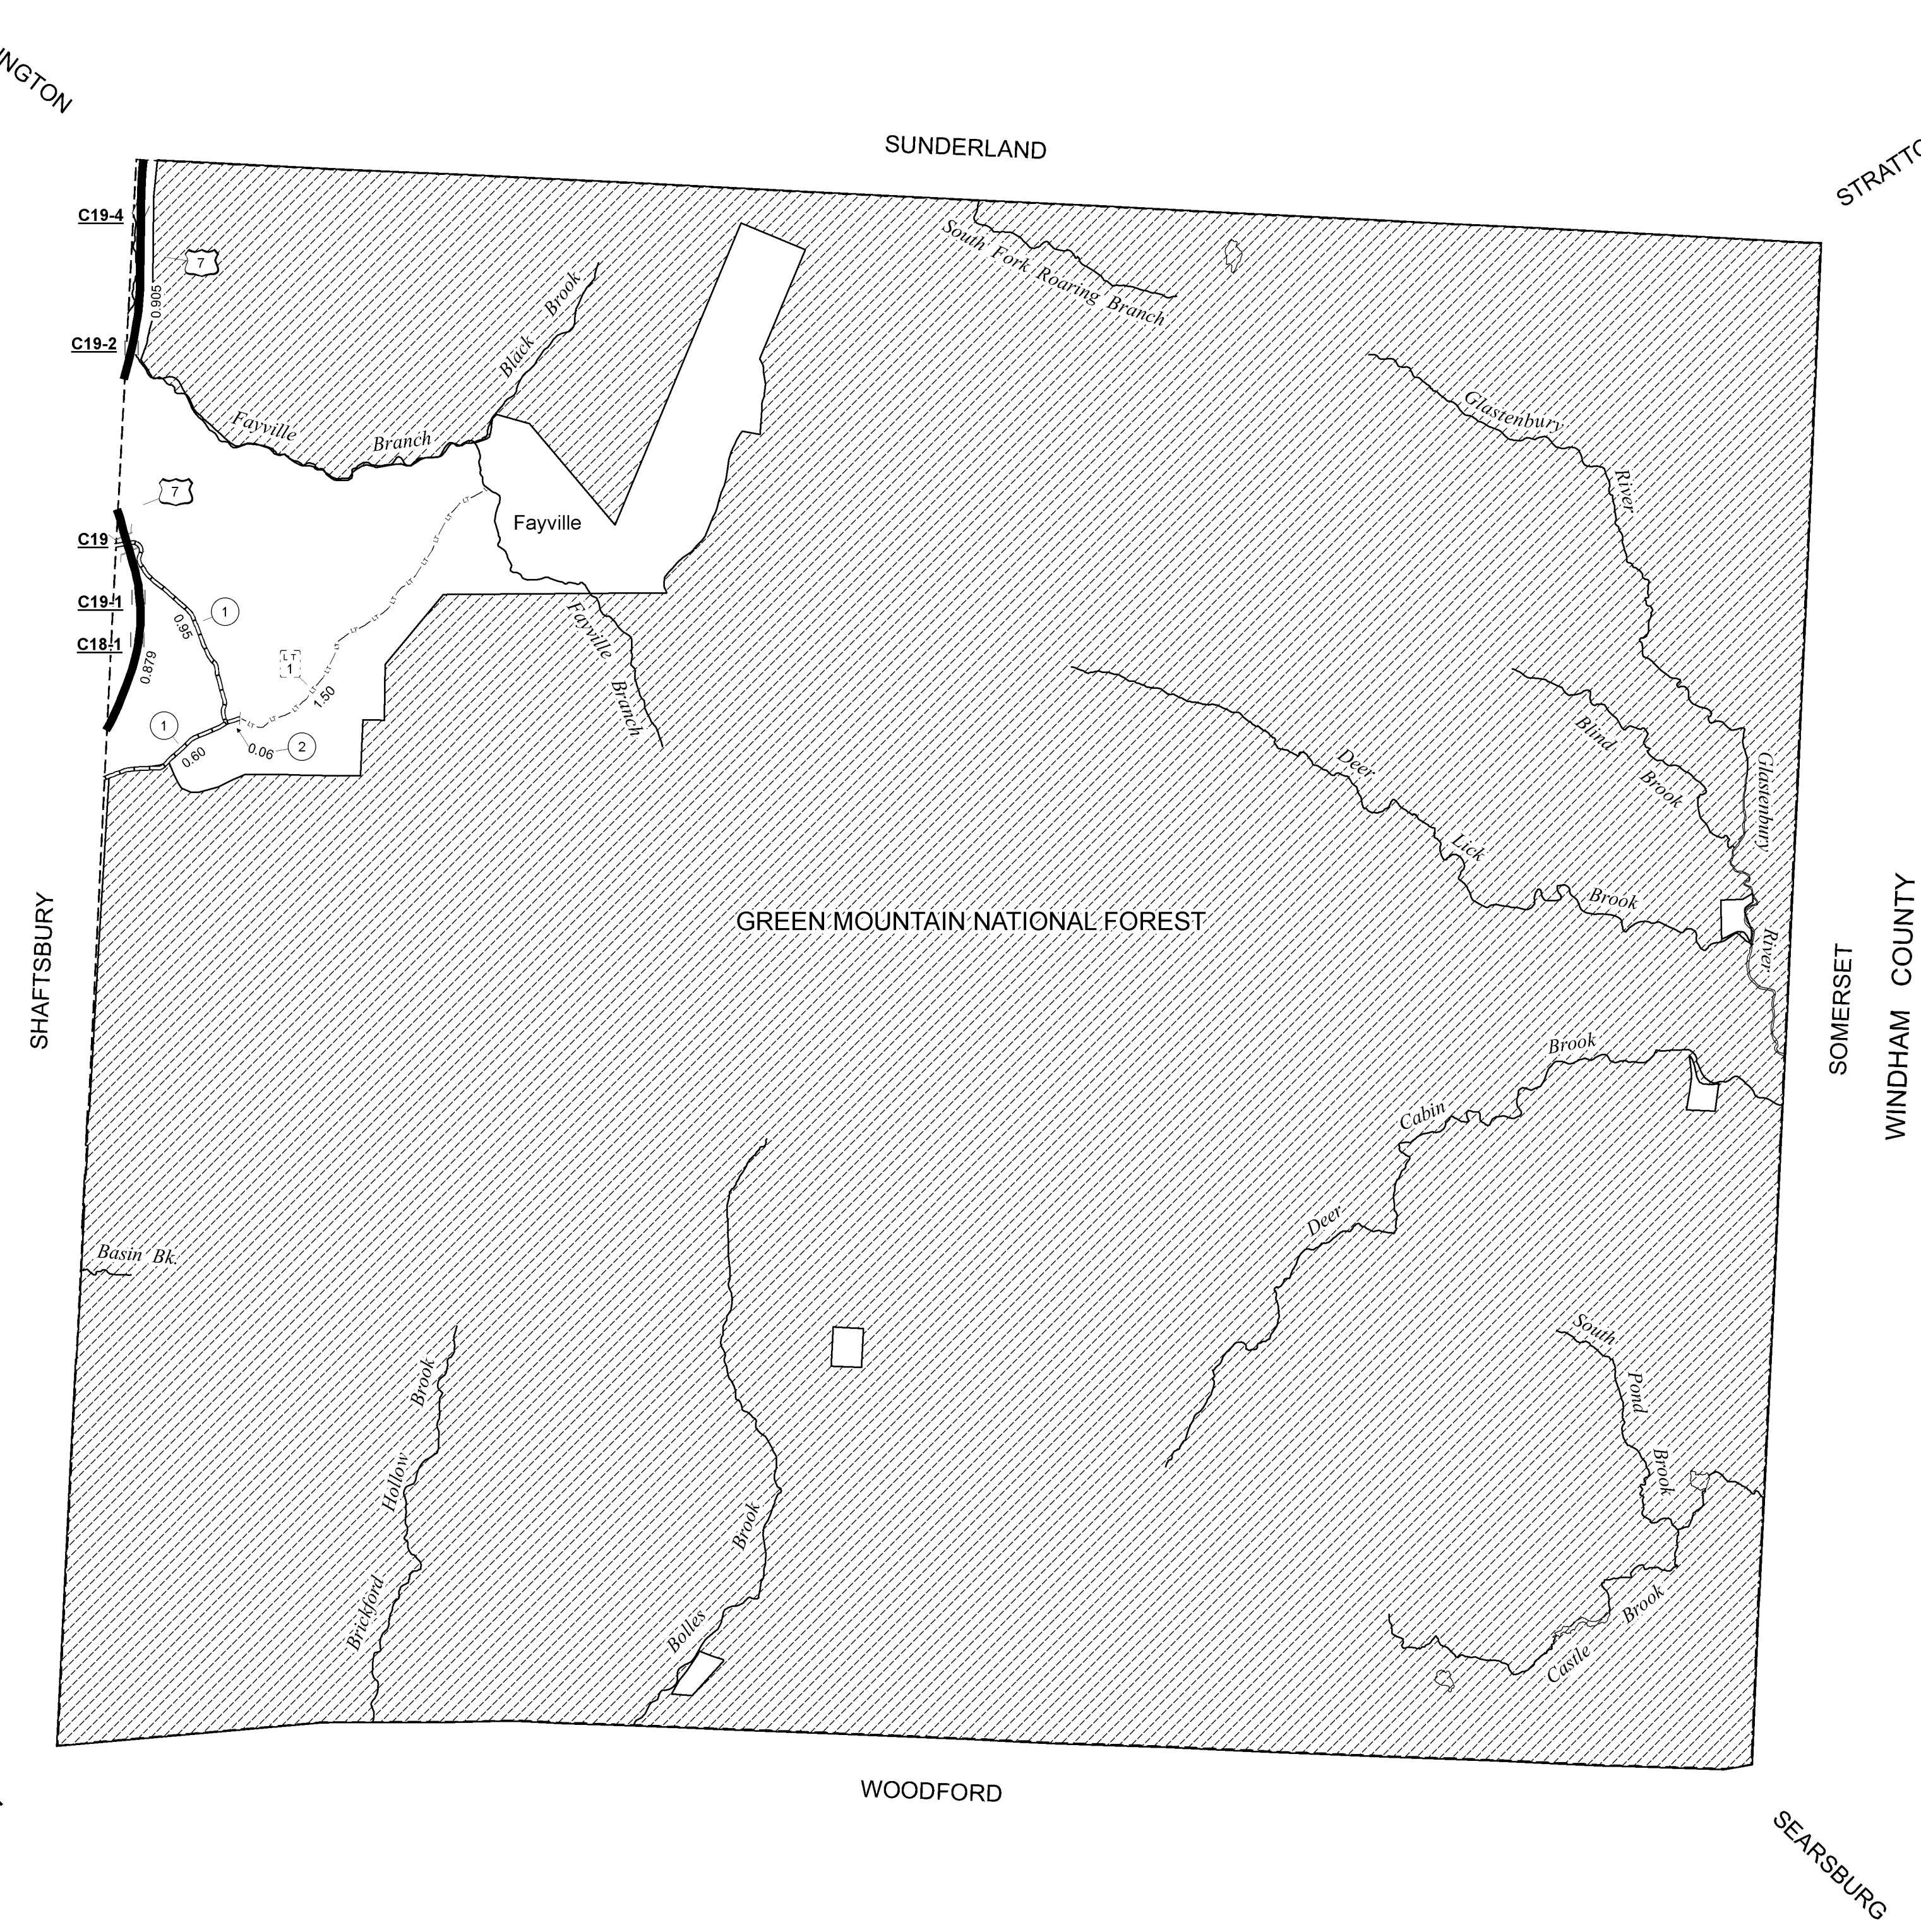 INGTON
SUNDERLAND
STRATTO
C19-4
7
0.905
C19-2
South Fork Roaring Branch
Black Brook
Fayville Branch
Glastenbury River
7
Fayville
C19
C19-1
C18-1
1
0.95
0.879
LT
1
1.50
1
0.60
0.06
2
Fayville Branch
Blind Brook
Deer Lick Brook
Glastenbury River
GREEN MOUNTAIN NATIONAL FOREST
SHAFTSBURY
SOMERSET
WINDHAM COUNTY
Deer Cabin Brook
Basin Bk.
South Pond Brook
Brickford Hollow Brook
Bolles Brook
Castle Brook
WOODFORD
SEARSBURG